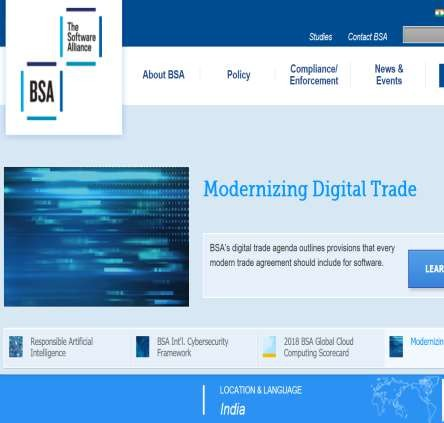 The
Software
Alliance
BSA
Studies Contact BSA
About BSA Policy Compliance/ Enforcement News & Events
Modernizing Digital Trade
BSA's digital trade agenda outlines provisions that every
modern trade agreement should include for software.
LEAR
Responsible Artificial
Intelligence
BSA Int'l. Cybersecurity
Framework
2018 BSA Global Cloud
Computing Scorecard
Modernizin
LOCATION & LANGUAGE
India